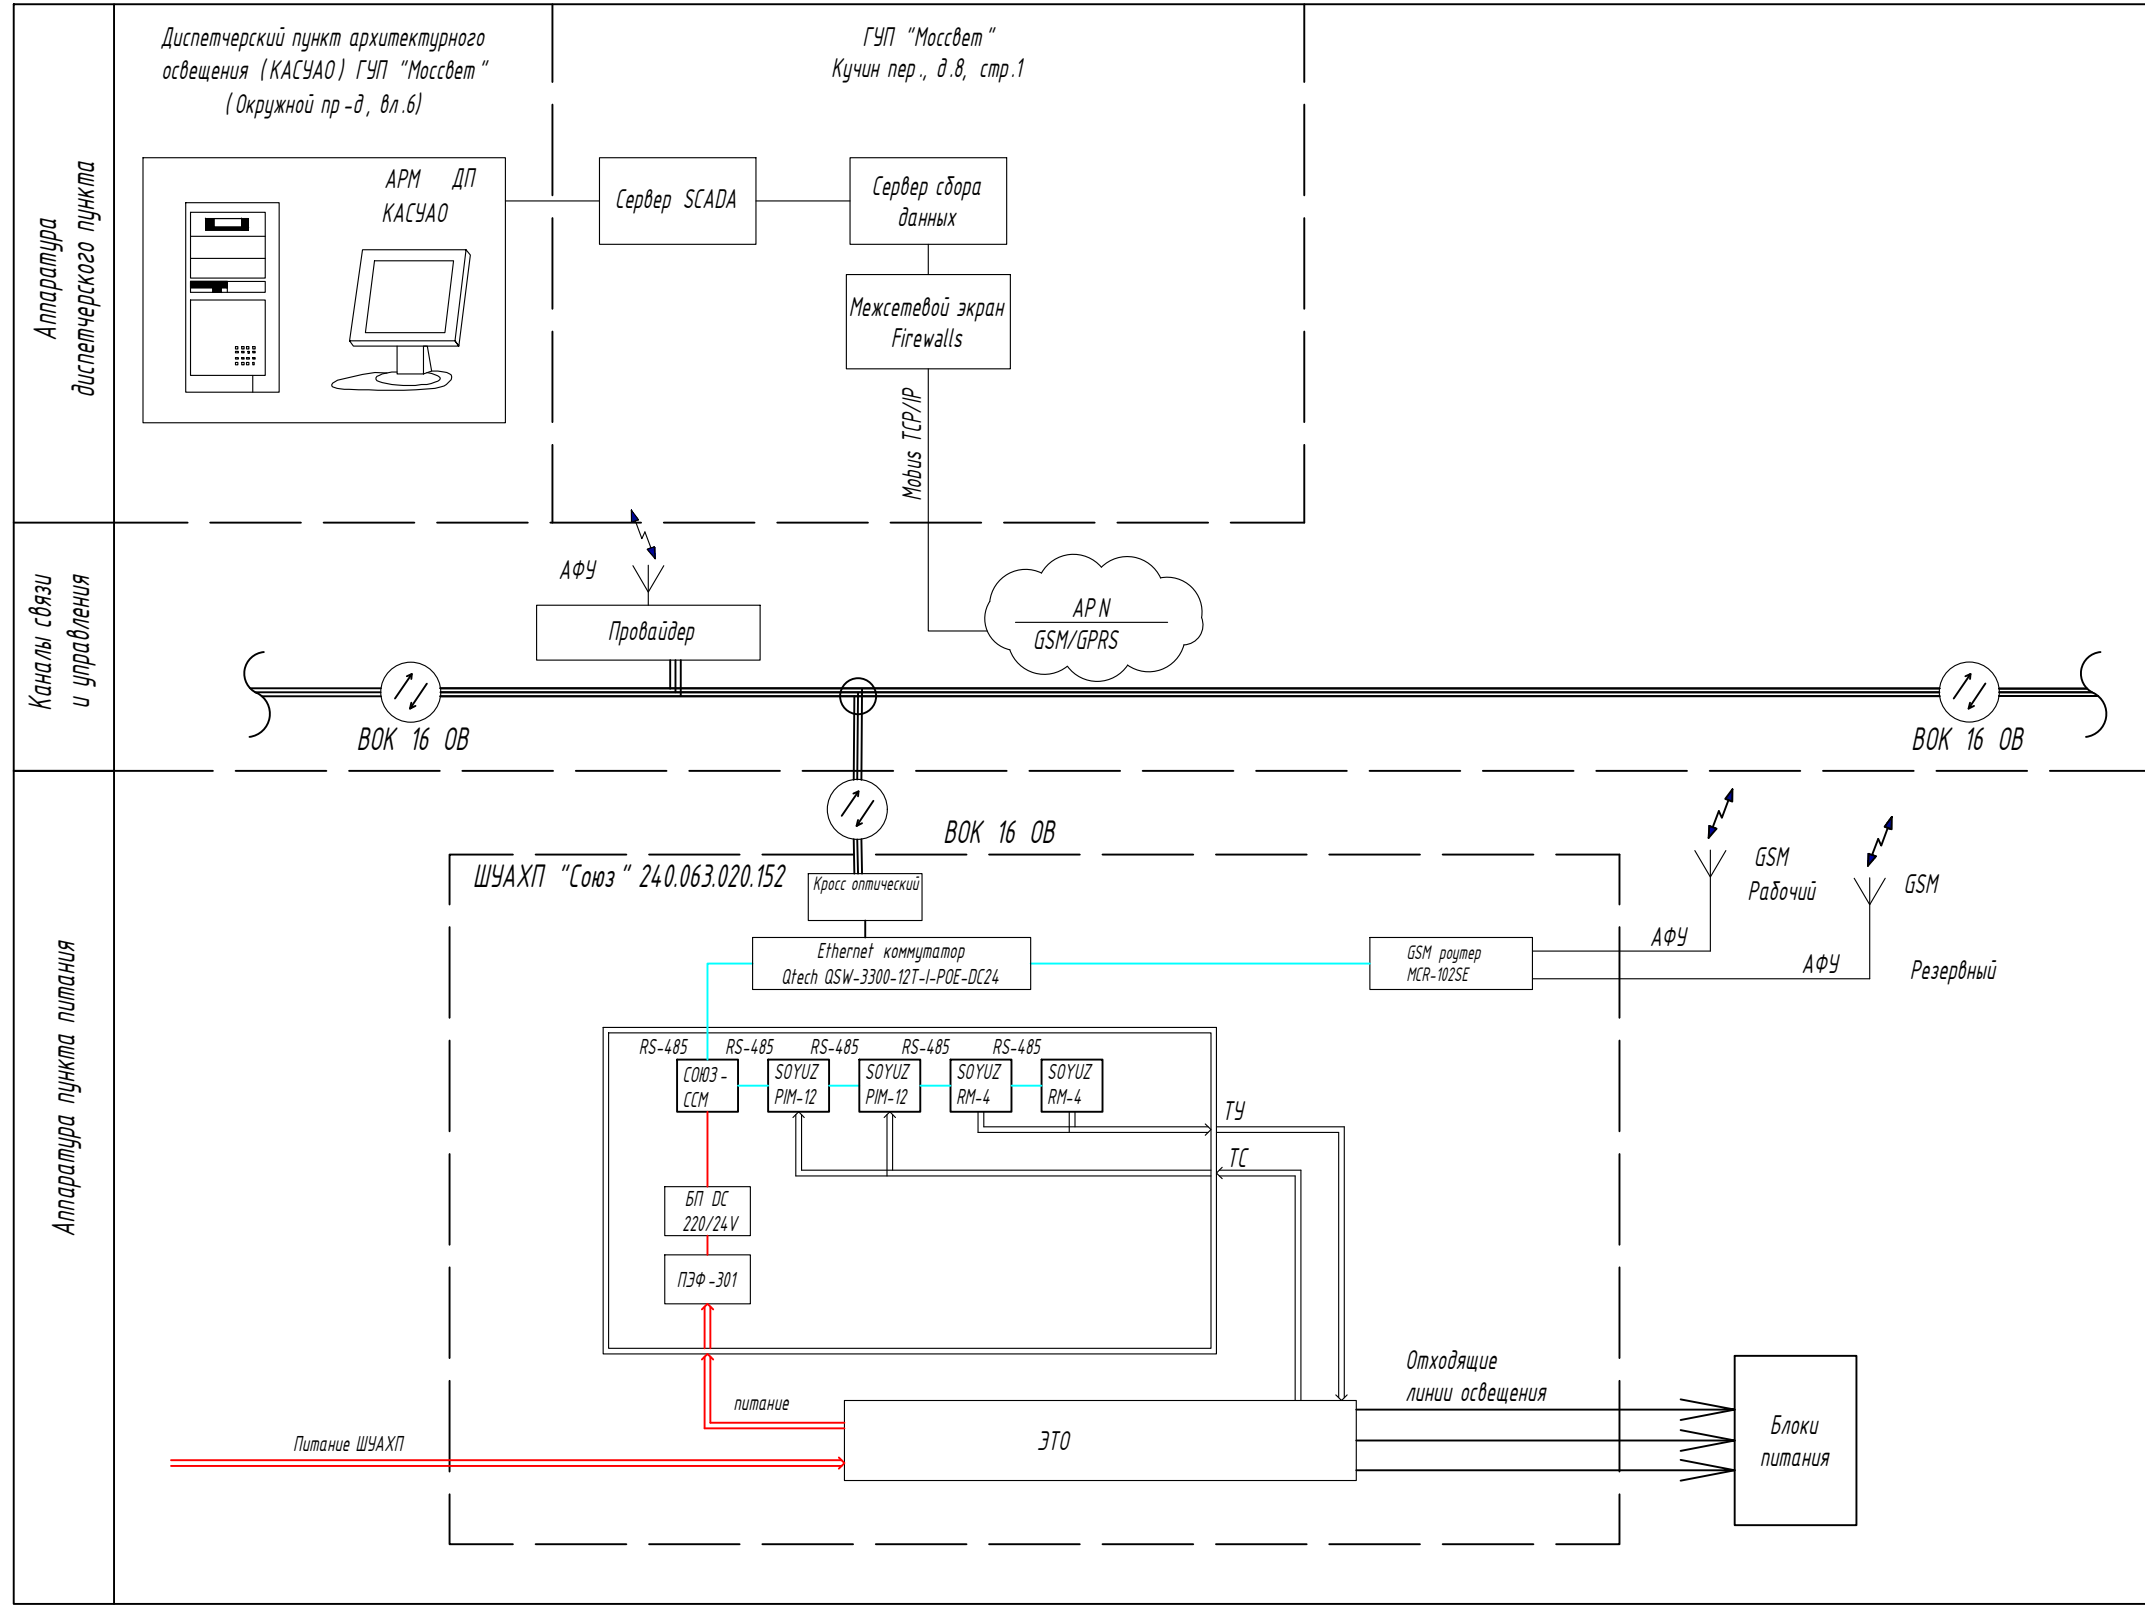 Аппаратура
диспетчерского пункта
Диспетчерский пункт архитектурного
освещения (КАСУАО) ГУП "Моссвет"
(Окружной пр-д, вл.6)
ГУП "Моссвет"
Кучин пер., д.8, стр.1
АРМ ДП
КАСУАО
Сервер SCADA
Сервер сбора
данных
Межсетевой экран
Firewalls
Mobus TCP/IP
Каналы связи
и управления
АФУ
Провайдер
APN
GSM/GPRS
ВОК 16 ОВ
ВОК 16 ОВ
Аппаратура пункта питания
ВОК 16 ОВ
ШУАХП "Союз" 240.063.020.152
Кросс оптический
Ethernet коммутатор
Qtech QSW-3300-12T-I-POE-DC24
GSM роутер
MCR-102SE
АФУ
GSM
Рабочий
АФУ
GSM
Резервный
RS-485
RS-485
RS-485
RS-485
RS-485
СОЮЗ-
ССМ
SOYUZ
PIM-12
SOYUZ
PIM-12
SOYUZ
RM-4
SOYUZ
RM-4
ТУ
ТС
БП DC
220/24V
ПЭФ-301
питание
Питание ШУАХП
ЭТО
Отходящие
линии освещения
Блоки
питания